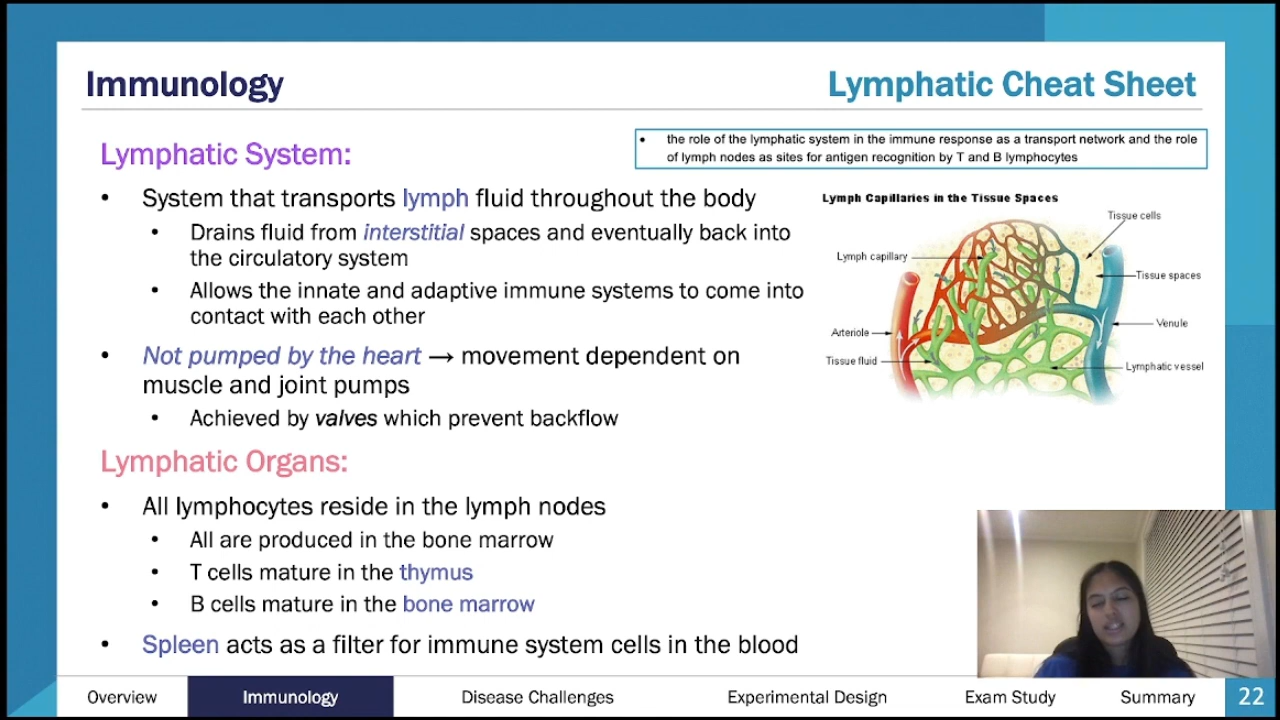 Immunology
Lymphatic Cheat Sheet
• the role of the lymphatic system in the immune response as a transport network and the role
of lymph nodes as sites for antigen recognition by T and B lymphocytes
Lymphatic System:
• System that transports lymph fluid throughout the body
• Drains fluid from interstitial spaces and eventually back into
the circulatory system
• Allows the innate and adaptive immune systems to come into
contact with each other
• Not pumped by the heart → movement dependent on
muscle and joint pumps
• Achieved by valves which prevent backflow
Lymph Capillaries in the Tissue Spaces
Tissue cells
Lymph capillary
Tissue spaces
Arteriole
Venule
Tissue fluid
Lymphatic vessel
Lymphatic Organs:
• All lymphocytes reside in the lymph nodes
• All are produced in the bone marrow
• T cells mature in the thymus
• B cells mature in the bone marrow
• Spleen acts as a filter for immune system cells in the blood
Overview
Immunology
Disease Challenges
Experimental Design
Exam Study
Summary
22